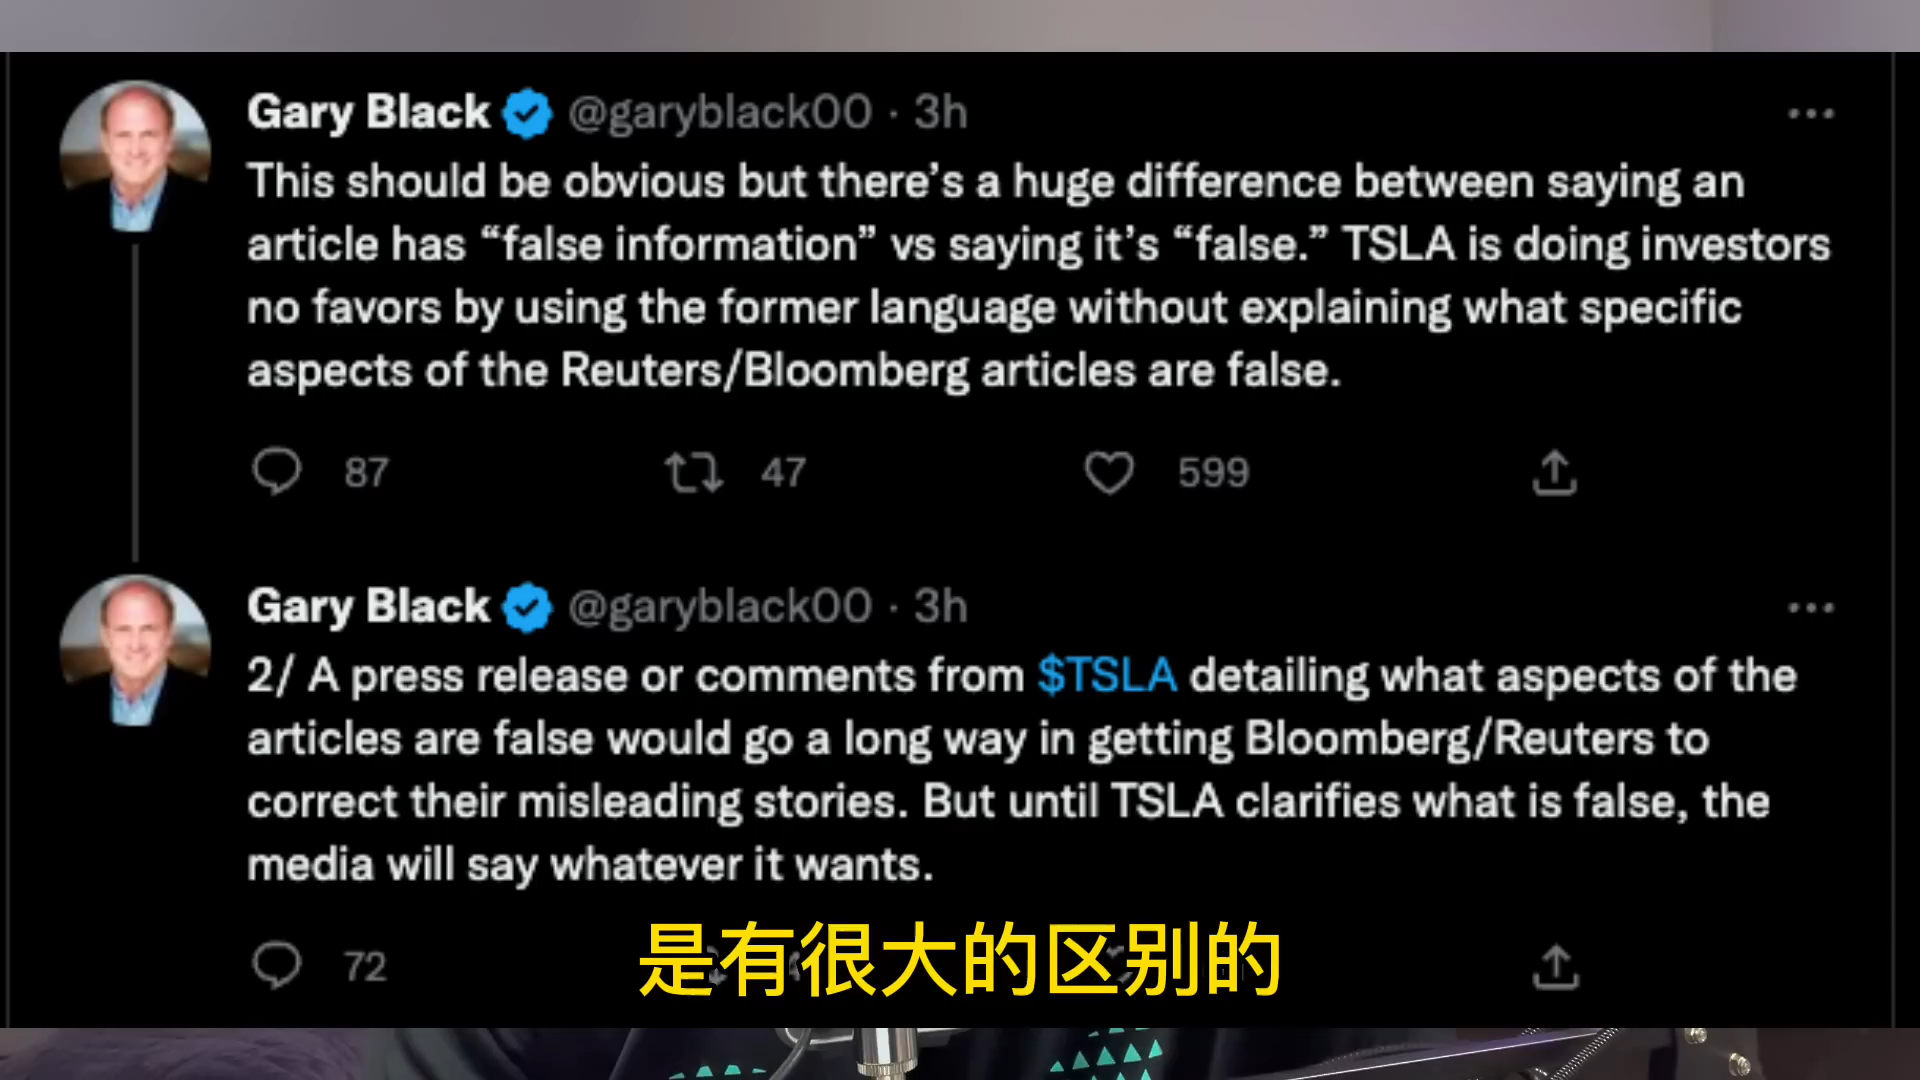 Gary Black @garyblack00 · 3h
This should be obvious but there's a huge difference between saying an
article has “false information” vs saying it's “false.” TSLA is doing investors
no favors by using the former language without explaining what specific
aspects of the Reuters/Bloomberg articles are false.
87 47 599
Gary Black @garyblack00 · 3h
2/ A press release or comments from $TSLA detailing what aspects of the
articles are false would go a long way in getting Bloomberg/Reuters to
correct their misleading stories. But until TSLA clarifies what is false, the
media will say whatever it wants.
72
是有很大的区别的